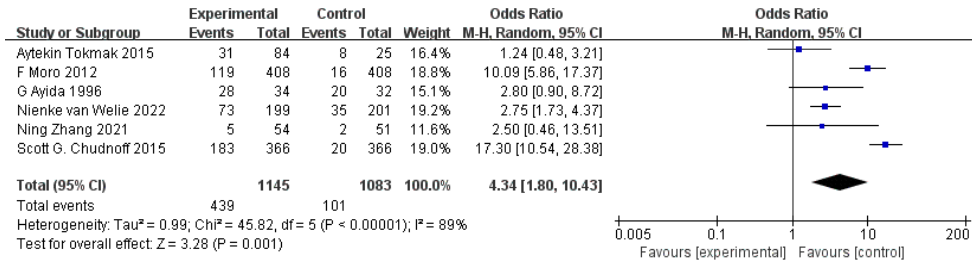 Experimental Control Odds Ratio Odds Ratio
Study or Subgroup Events Total Events Total Weight M-H, Random, 95% CI M-H, Random, 95% CI
Aytekin Tokmak 2015 31 84 8 25 16.4% 1.24 [0.48, 3.21]
F Moro 2012 119 408 16 408 18.8% 10.09 [5.86, 17.37]
G Ayida 1996 28 34 20 32 15.0% 2.80 [0.90, 8.72]
Nienke van Welie 2022 73 199 35 201 19.2% 2.75 [1.73, 4.37]
Ning Zhang 2021 5 54 2 51 11.6% 2.50 [0.46, 13.51]
Scott G. Chudnoff 2015 183 366 20 366 19.0% 17.30 [10.54, 28.38]
Total (95% CI) 1145 1083 100.0% 4.34 [1.80, 10.43]
Total events 439 101
Heterogeneity: Tau² = 0.99; Chi² = 45.82, df = 5 (P < 0.00001); I² = 89%
Test for overall effect: Z = 3.28 (P = 0.001)
0.005 0.1 1 10 200
Favours [experimental] Favours [control]